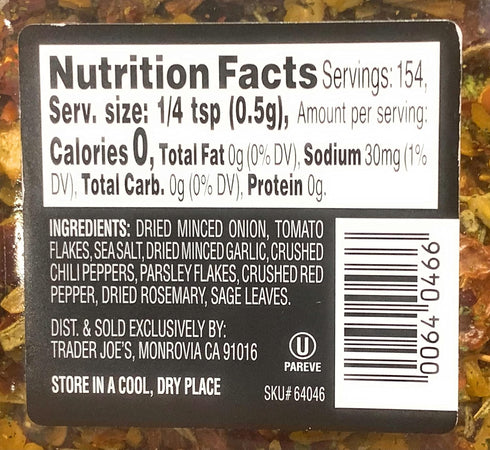 Nutrition Facts Servings: 154,
Serv. size: 1/4 tsp (0.5g), Amount per serving:
Calories 0, Total Fat 0g (0% DV), Sodium 30mg (1%
DV), Total Carb. 0g (0% DV), Protein 0g.
INGREDIENTS: DRIED MINCED ONION, TOMATO
FLAKES, SEA SALT, DRIED MINCED GARLIC, CRUSHED
CHILI PEPPERS, PARSLEY FLAKES, CRUSHED RED
PEPPER, DRIED ROSEMARY, SAGE LEAVES.
DIST. & SOLD EXCLUSIVELY BY:
TRADER JOE'S, MONROVIA CA 91016
STORE IN A COOL, DRY PLACE
U
PAREVE
SKU# 64046
0064 0466